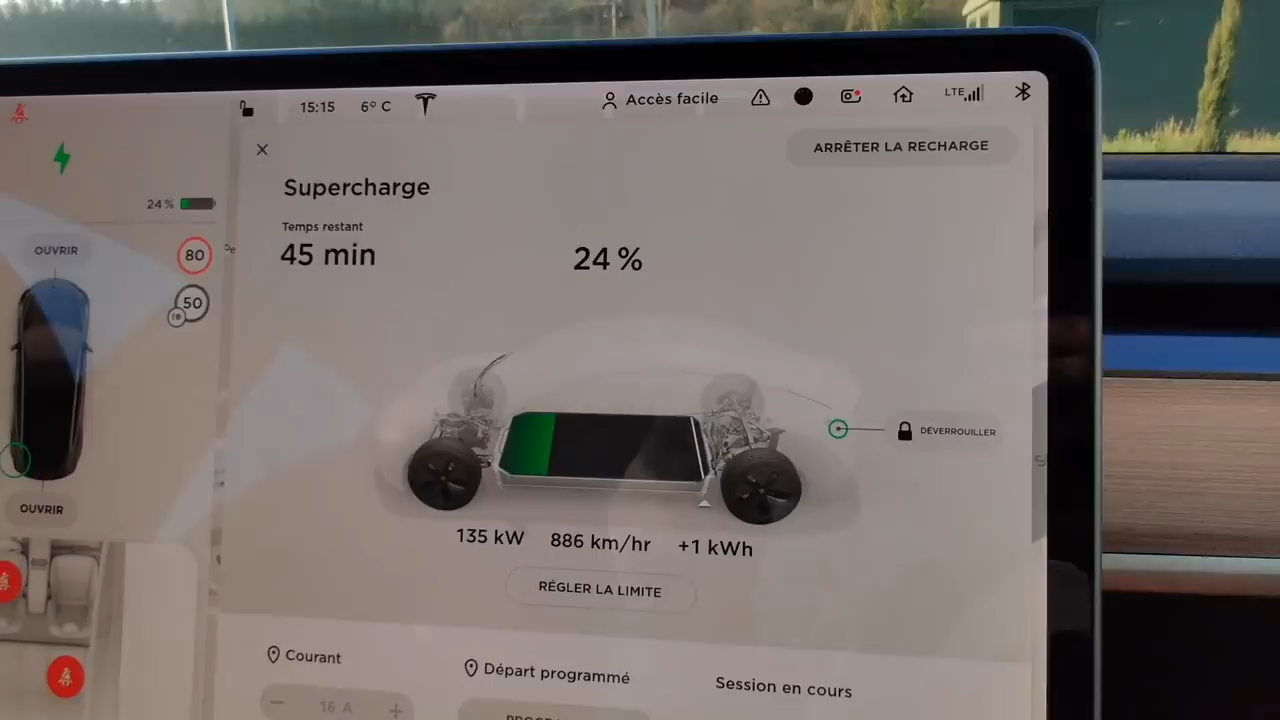 15:15 6° C
Accès facile
LTE
ARRÊTER LA RECHARGE
Supercharge
24 %
Temps restant
45 min
24 %
OUVRIR
80
50
DÉVERROUILLER
OUVRIR
135 kW 886 km/hr +1 kWh
RÉGLER LA LIMITE
Courant
Départ programmé
Session en cours
16 A